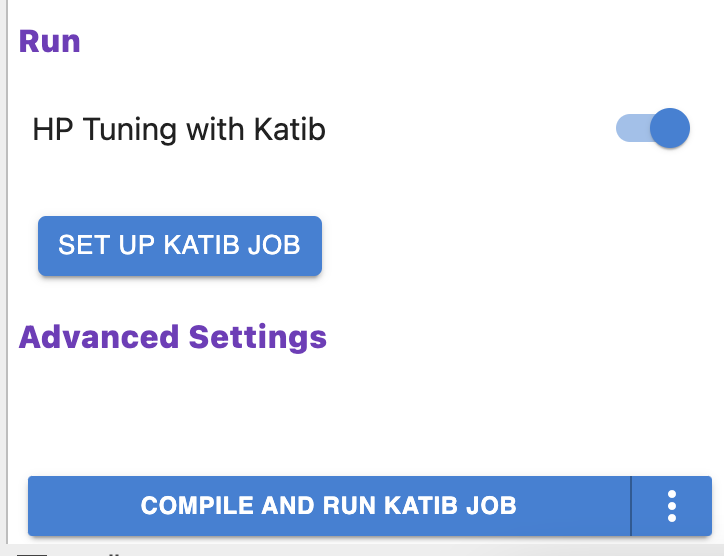 Run
HP Tuning with Katib
SET UP KATIB JOB
Advanced Settings
COMPILE AND RUN KATIB JOB